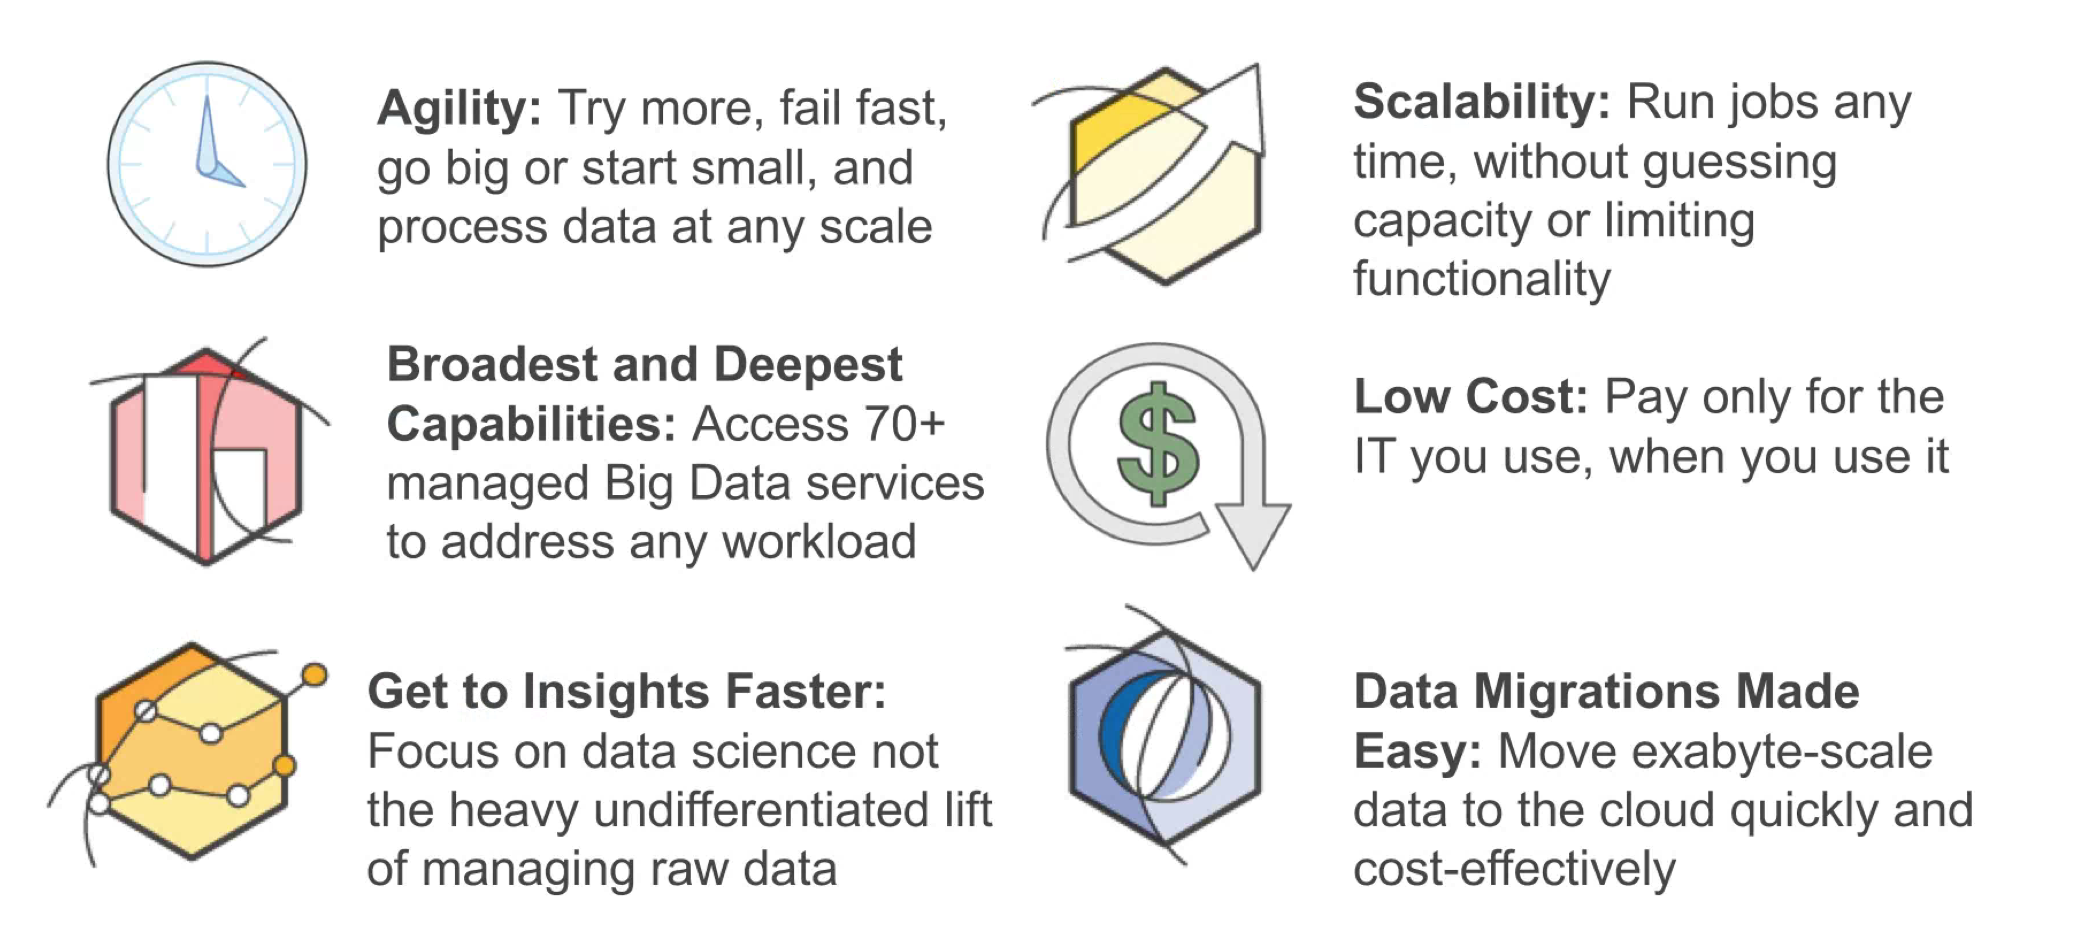 Agility: Try more, fail fast,
go big or start small, and
process data at any scale
Scalability: Run jobs any
time, without guessing
capacity or limiting
functionality
Broadest and Deepest
Capabilities: Access 70+
managed Big Data services
to address any workload
Low Cost: Pay only for the
IT you use, when you use it
Get to Insights Faster:
Focus on data science not
the heavy undifferentiated lift
of managing raw data
Data Migrations Made
Easy: Move exabyte-scale
data to the cloud quickly and
cost-effectively